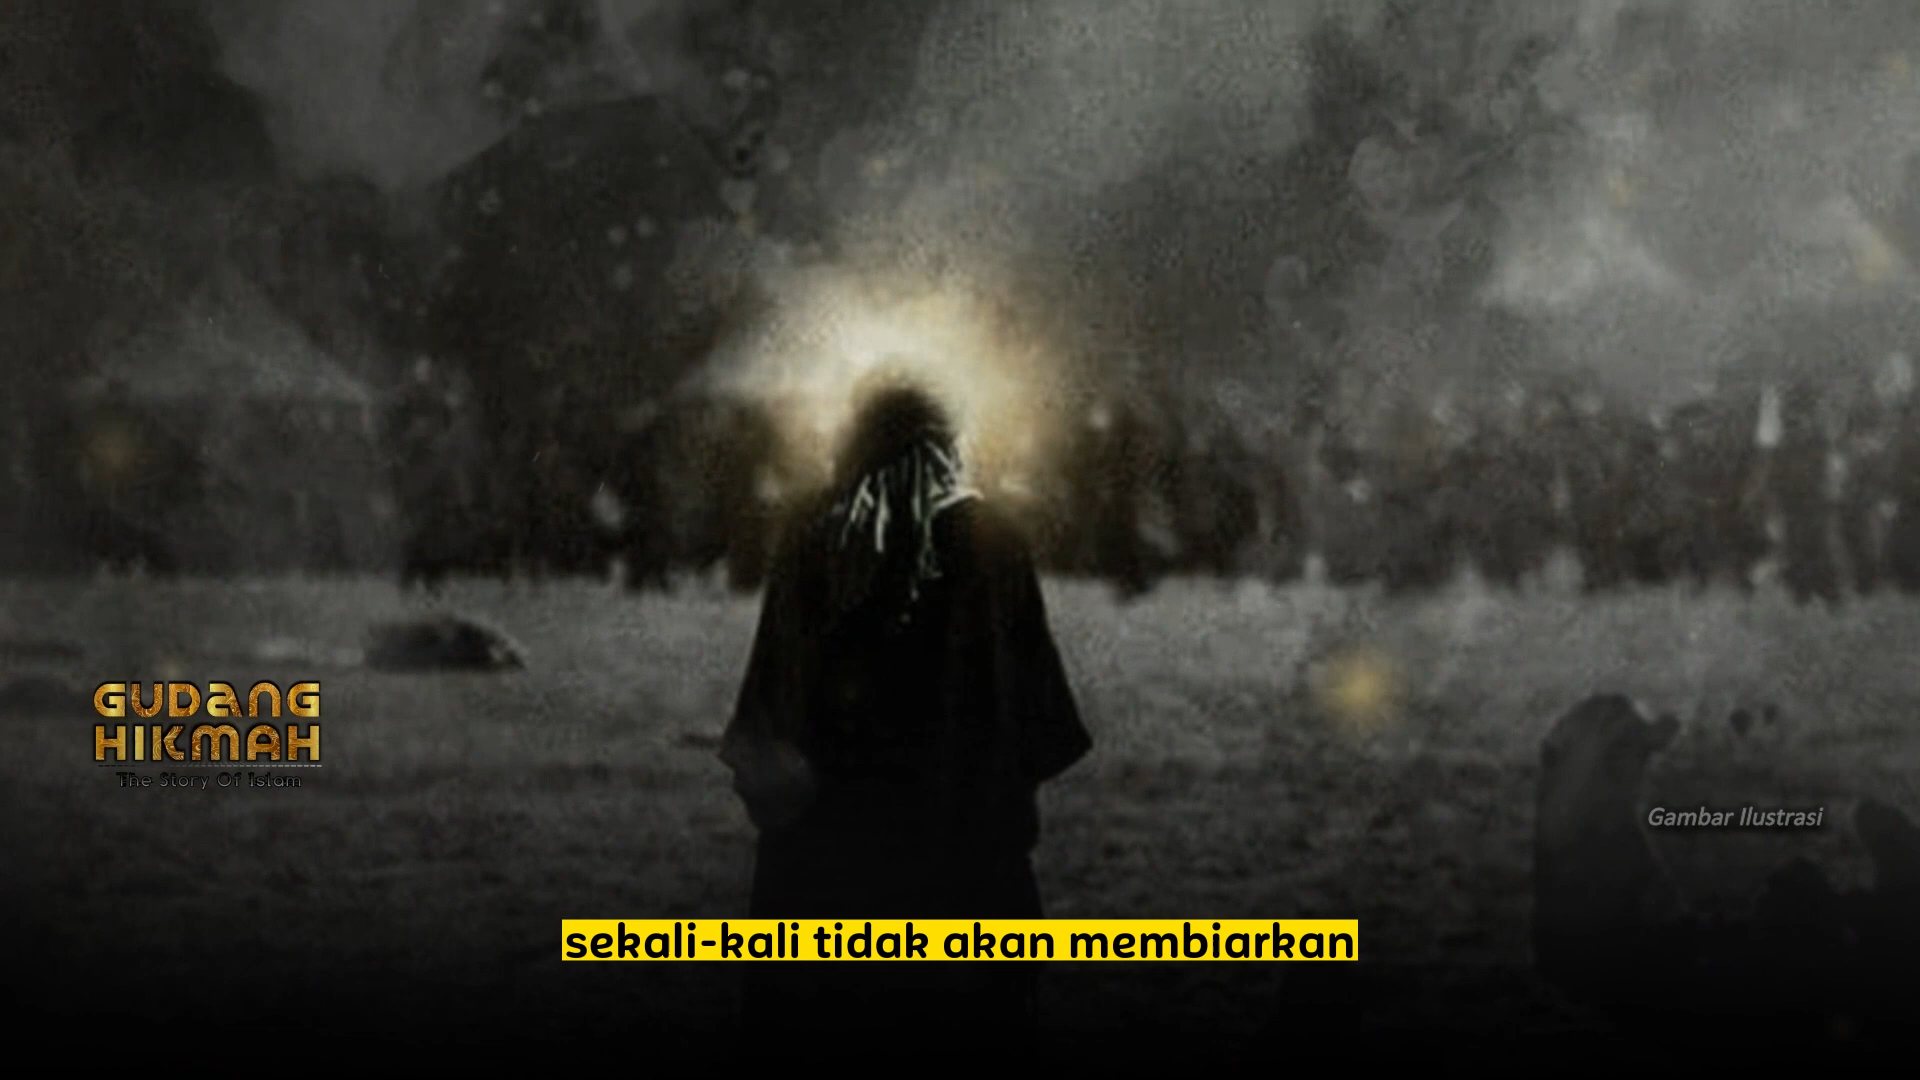 GUDANG
HIKMAH
The Story Of Islam
Gambar Ilustrasi
sekali-kali tidak akan membiarkan